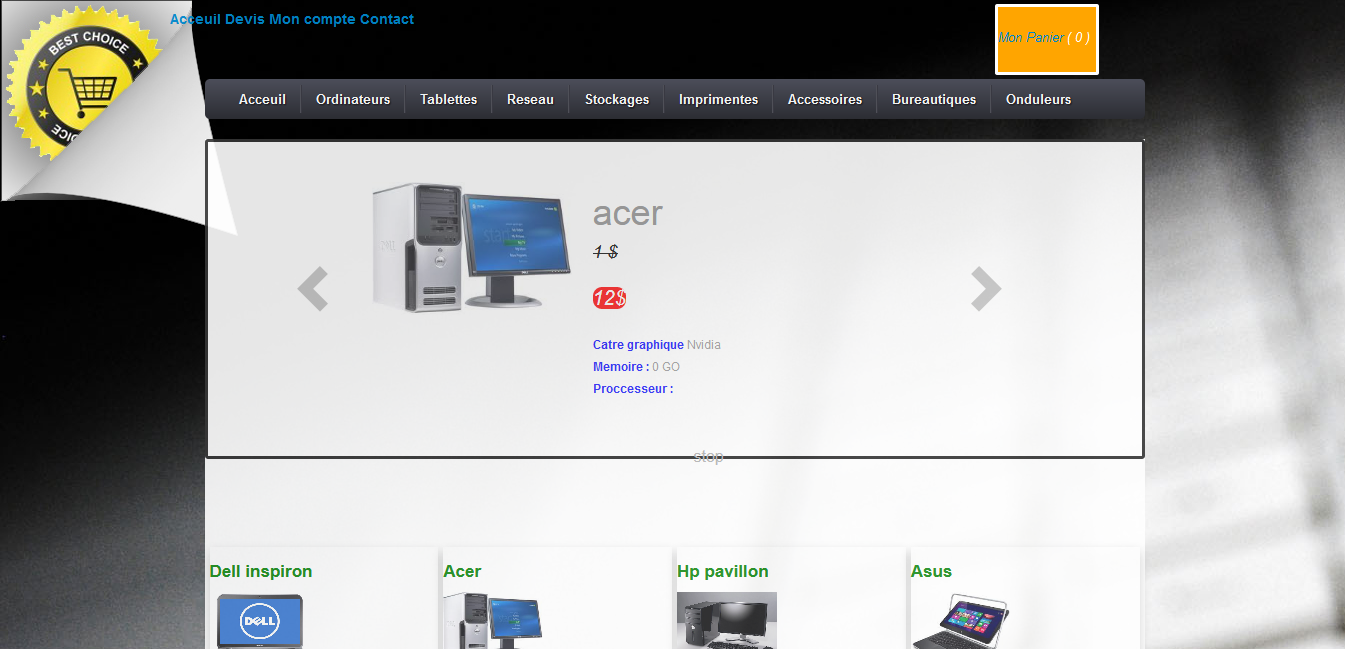 Acceuil Devis Mon compte Contact
BEST CHOICE
Mon Panier ( 0 )
Acceuil Ordinateurs Tablettes Reseau Stockages Imprimentes Accessoires Bureautiques Onduleurs
acer
1 $
12$
Catre graphique Nvidia
Memoire : 0 GO
Proccesseur :
stop
Dell inspiron Acer Hp pavillon Asus
DELL